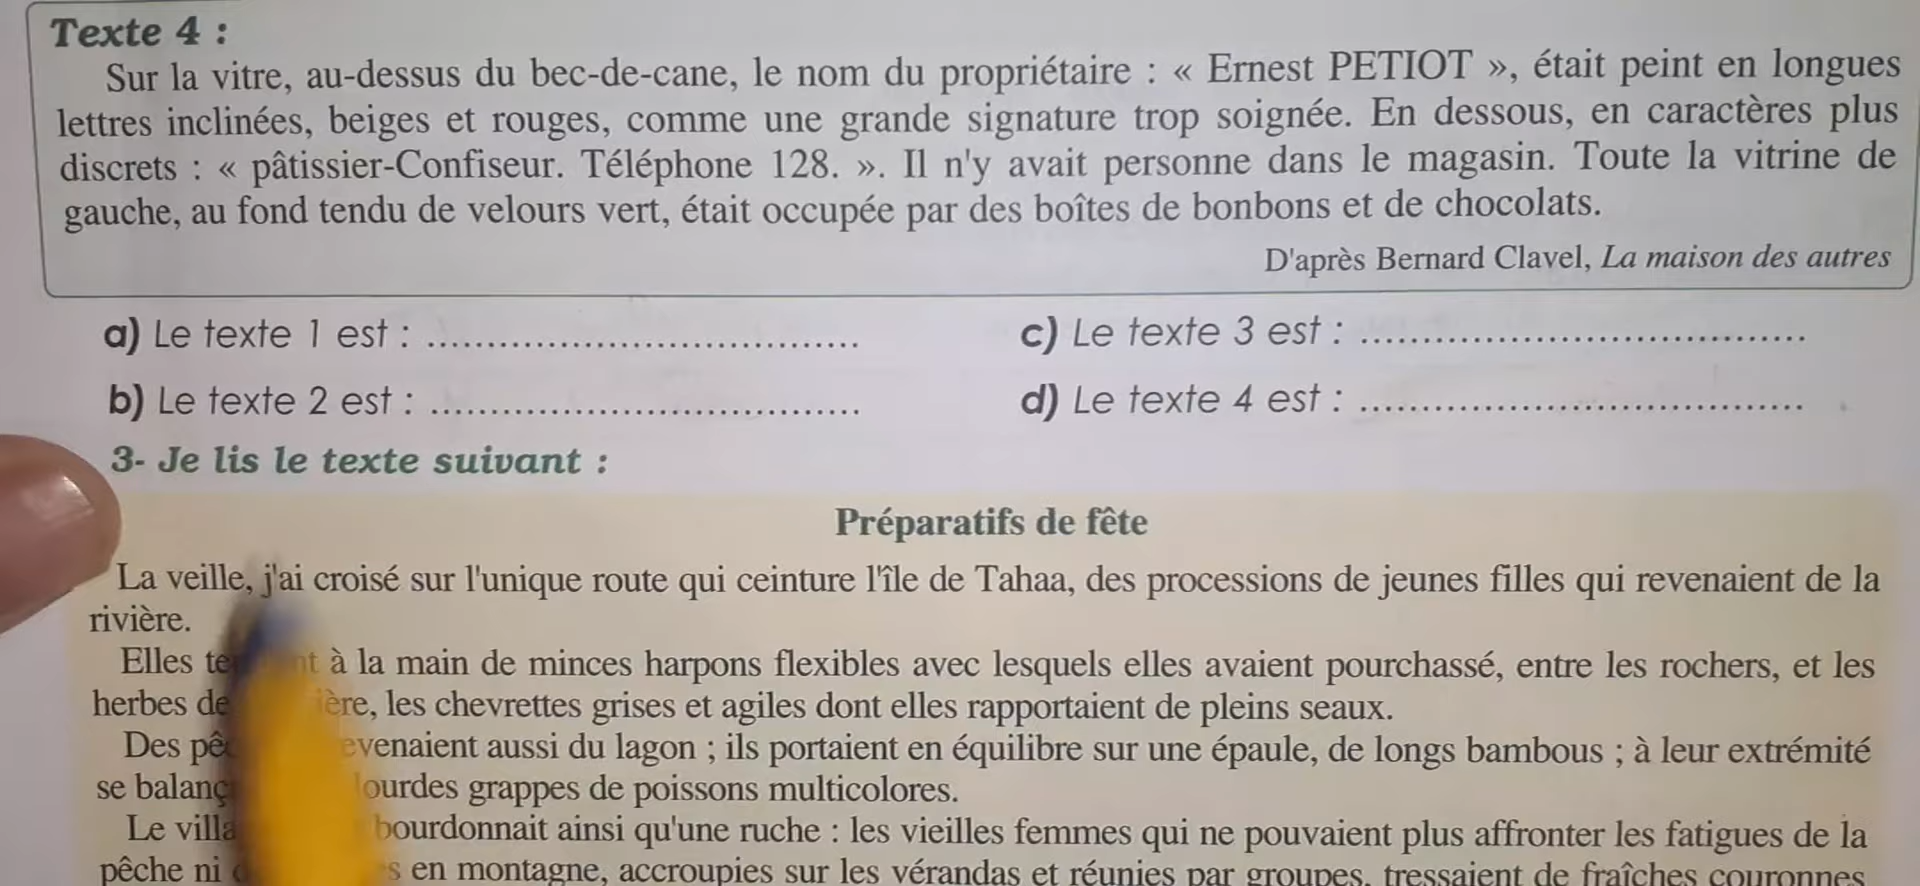 Texte 4 :
Sur la vitre, au-dessus du bec-de-cane, le nom du propriétaire : « Ernest PETIOT », était peint en longues
lettres inclinées, beiges et rouges, comme une grande signature trop soignée. En dessous, en caractères plus
discrets : « pâtissier-Confiseur. Téléphone 128. ». Il n'y avait personne dans le magasin. Toute la vitrine de
gauche, au fond tendu de velours vert, était occupée par des boîtes de bonbons et de chocolats.
D'après Bernard Clavel, La maison des autres
a) Le texte 1 est : ....................................
c) Le texte 3 est : ....................................
b) Le texte 2 est : ....................................
d) Le texte 4 est : ....................................
3- Je lis le texte suivant :
Préparatifs de fête
La veille, j'ai croisé sur l'unique route qui ceinture l'île de Tahaa, des processions de jeunes filles qui revenaient de la
rivière.
Elles à la main de minces harpons flexibles avec lesquels elles avaient pourchassé, entre les rochers, et les
herbes de les chevrettes grises et agiles dont elles rapportaient de pleins seaux.
Des aussi du lagon ; ils portaient en équilibre sur une épaule, de longs bambous ; à leur extrémité
se lourdes grappes de poissons multicolores.
Le bourdonnait ainsi qu'une ruche : les vieilles femmes qui ne pouvaient plus affronter les fatigues de la
pêche ni en montagne, accroupies sur les vérandas et réunies par groupes, tressaient de fraîches couronnes